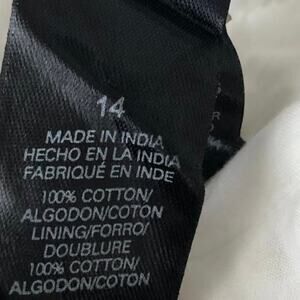 14
MADE IN INDIA
HECHO EN LA INDIA
FABRIQUÉ EN INDE
100% COTTON/
ALGODON/COTON
LINING/FORRO/
DOUBLURE
100% COTTON/
ALGODON/COTON